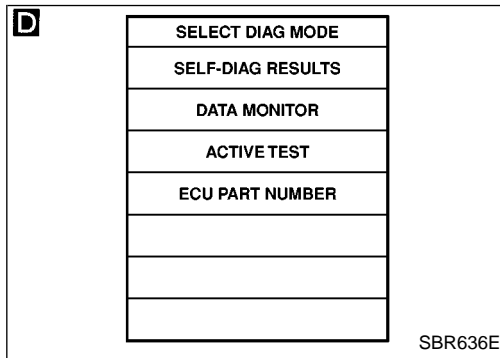 D
SELECT DIAG MODE
SELF-DIAG RESULTS
DATA MONITOR
ACTIVE TEST
ECU PART NUMBER
SBR636E